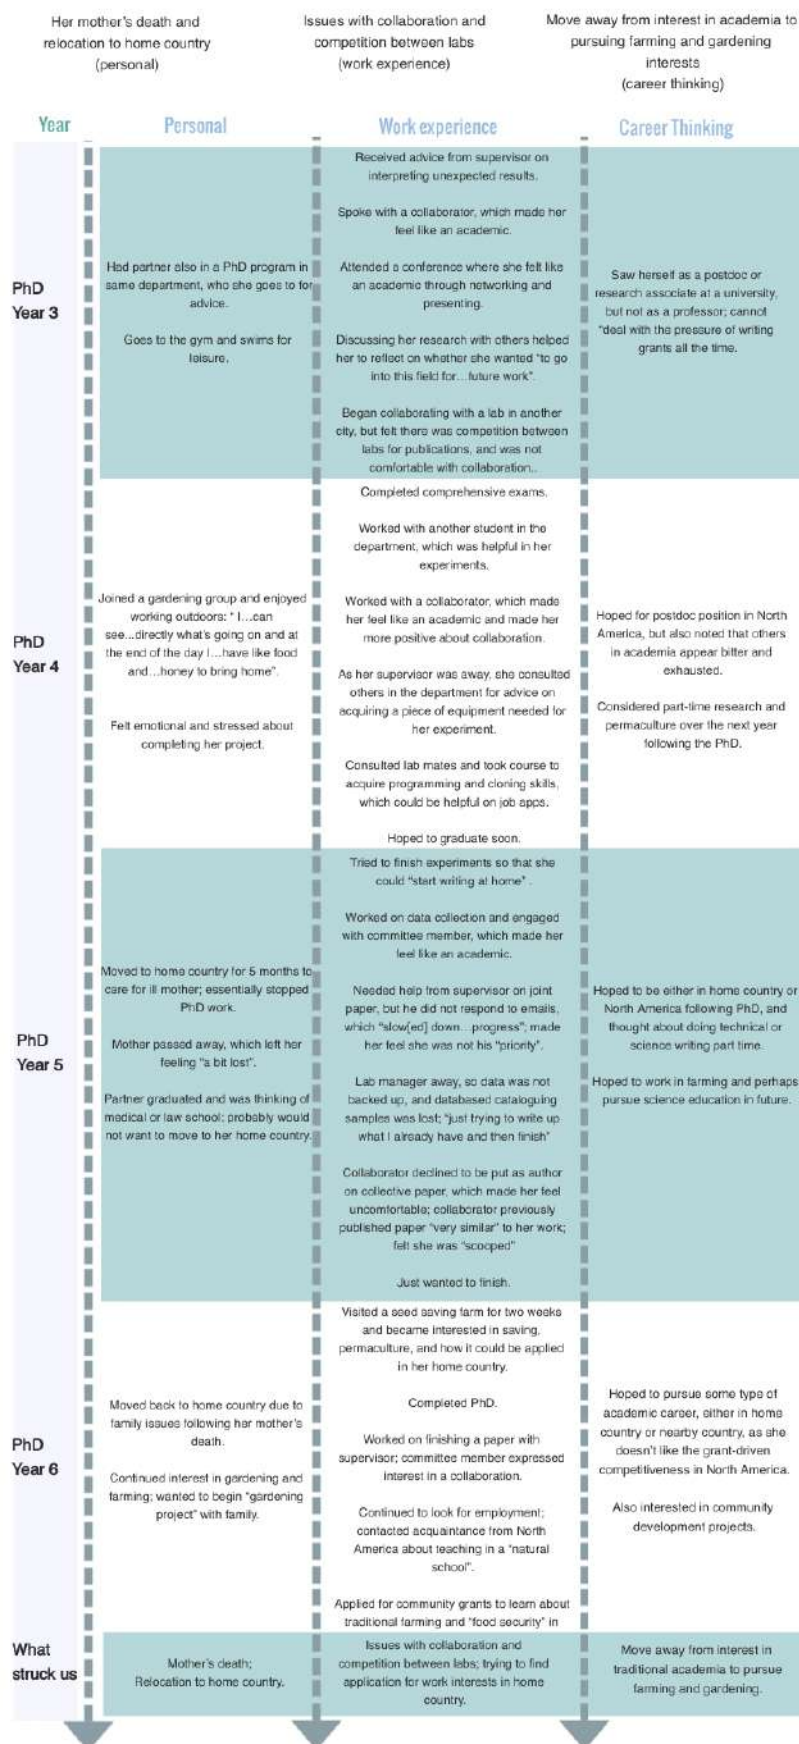 Her mother's death and
relocation to home country
(personal)
Issues with collaboration and
competition between labs
(work experience)
Move away from interest in academia to
pursuing farming and gardening
interests
(career thinking)
Year
Personal
Work experience
Career Thinking
PhD
Year 3
Had partner also in a PhD program in
same department, who she goes to for
advice.
Goes to the gym and swims for
leisure.
Received advice from supervisor on
interpreting unexpected results.
Spoke with a collaborator, which made her
feel like an academic.
Attended a conference where she felt like
an academic through networking and
presenting.
Discussing her research with others helped
her to reflect on whether she wanted "to go
into this field for…future work".
Began collaborating with a lab in another
city, but felt there was competition between
labs for publications, and was not
comfortable with collaboration..
Saw herself as a postdoc or
research associate at a university,
but not as a professor; cannot
"deal with the pressure of writing
grants all the time.
PhD
Year 4
Joined a gardening group and enjoyed
working outdoors: " I…can
see…directly what's going on and at
the end of the day I…have like food
and…honey to bring home".
Felt emotional and stressed about
completing her project.
Completed comprehensive exams.
Worked with another student in the
department, which was helpful in her
experiments.
Worked with a collaborator, which made
her feel like an academic and made her
more positive about collaboration.
As her supervisor was away, she consulted
others in the department for advice on
acquiring a piece of equipment needed for
her experiment.
Consulted lab mates and took course to
acquire programming and cloning skills,
which could be helpful on job apps.
Hoped to graduate soon.
Hoped for postdoc position in North
America, but also noted that others
in academia appear bitter and
exhausted.
Considered part-time research and
permaculture over the next year
following the PhD.
PhD
Year 5
Moved to home country for 5 months to
care for ill mother; essentially stopped
PhD work.
Mother passed away, which left her
feeling "a bit lost".
Partner graduated and was thinking of
medical or law school; probably would
not want to move to her home country.
Tried to finish experiments so that she
could "start writing at home" .
Worked on data collection and engaged
with committee member, which made her
feel like an academic.
Needed help from supervisor on joint
paper, but he did not respond to emails,
which "slow[ed] down…progress"; made
her feel she was not his "priority".
Lab manager away, so data was not
backed up, and databased cataloguing
samples was lost; "just trying to write up
what I already have and then finish"
Collaborator declined to be put as author
on collective paper, which made her feel
uncomfortable; collaborator previously
published paper "very similar" to her work;
felt she was "scooped"
Just wanted to finish.
Hoped to be either in home country or
North America following PhD, and
thought about doing technical or
science writing part time.
Hoped to work in farming and perhaps
pursue science education in future.
PhD
Year 6
Moved back to home country due to
family issues following her mother's
death.
Continued interest in gardening and
farming; wanted to begin "gardening
project" with family.
Visited a seed saving farm for two weeks
and became interested in saving,
permaculture, and how it could be applied
in her home country.
Completed PhD.
Worked on finishing a paper with
supervisor; committee member expressed
interest in a collaboration.
Continued to look for employment;
contacted acquaintance from North
America about teaching in a "natural
school".
Applied for community grants to learn about
traditional farming and "food security" in
Hoped to pursue some type of
academic career, either in home
country or nearby country, as she
doesn't like the grant-driven
competitiveness in North America.
Also interested in community
development projects.
What
struck us
Mother's death;
Relocation to home country.
Issues with collaboration and
competition between labs; trying to find
application for work interests in home
country.
Move away from interest in
traditional academia to pursue
farming and gardening.